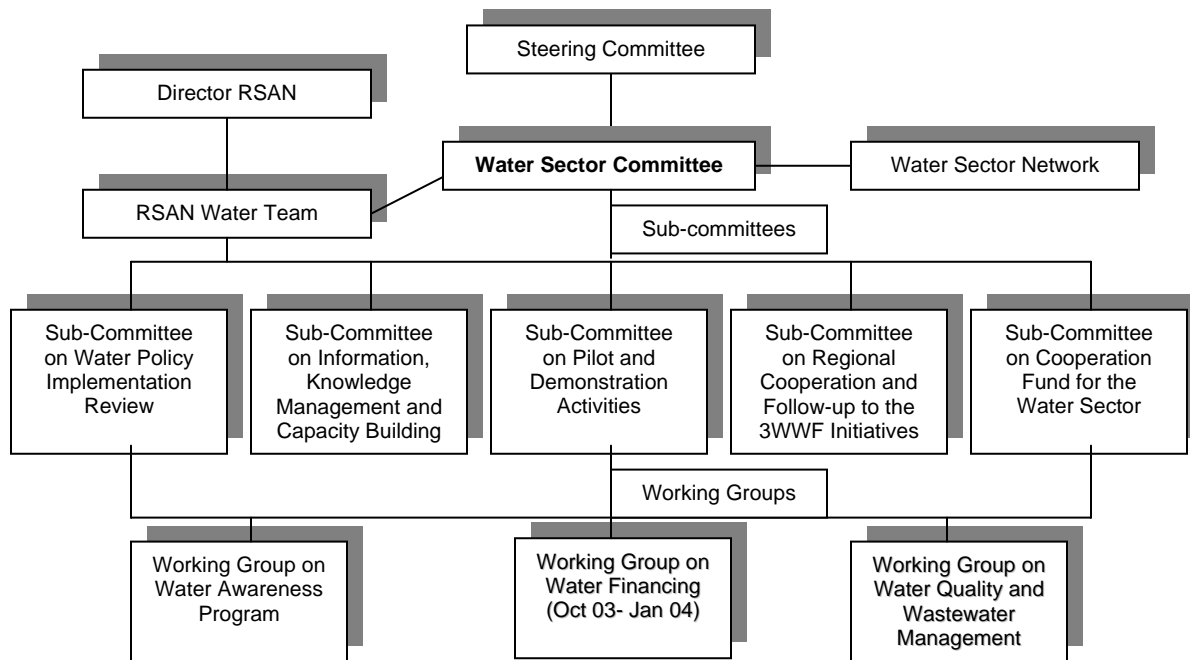 Steering Committee
Director RSAN
Water Sector Committee
Water Sector Network
RSAN Water Team
Sub-committees
Sub-Committee
on Water Policy
Implementation
Review
Sub-Committee
on Information,
Knowledge
Management and
Capacity Building
Sub-Committee
on Pilot and
Demonstration
Activities
Sub-Committee
on Regional
Cooperation and
Follow-up to the
3WWF Initiatives
Sub-Committee
on Cooperation
Fund for the
Water Sector
Working Groups
Working Group on
Water Awareness
Program
Working Group on
Water Financing
(Oct 03- Jan 04)
Working Group on
Water Quality and
Wastewater
Management